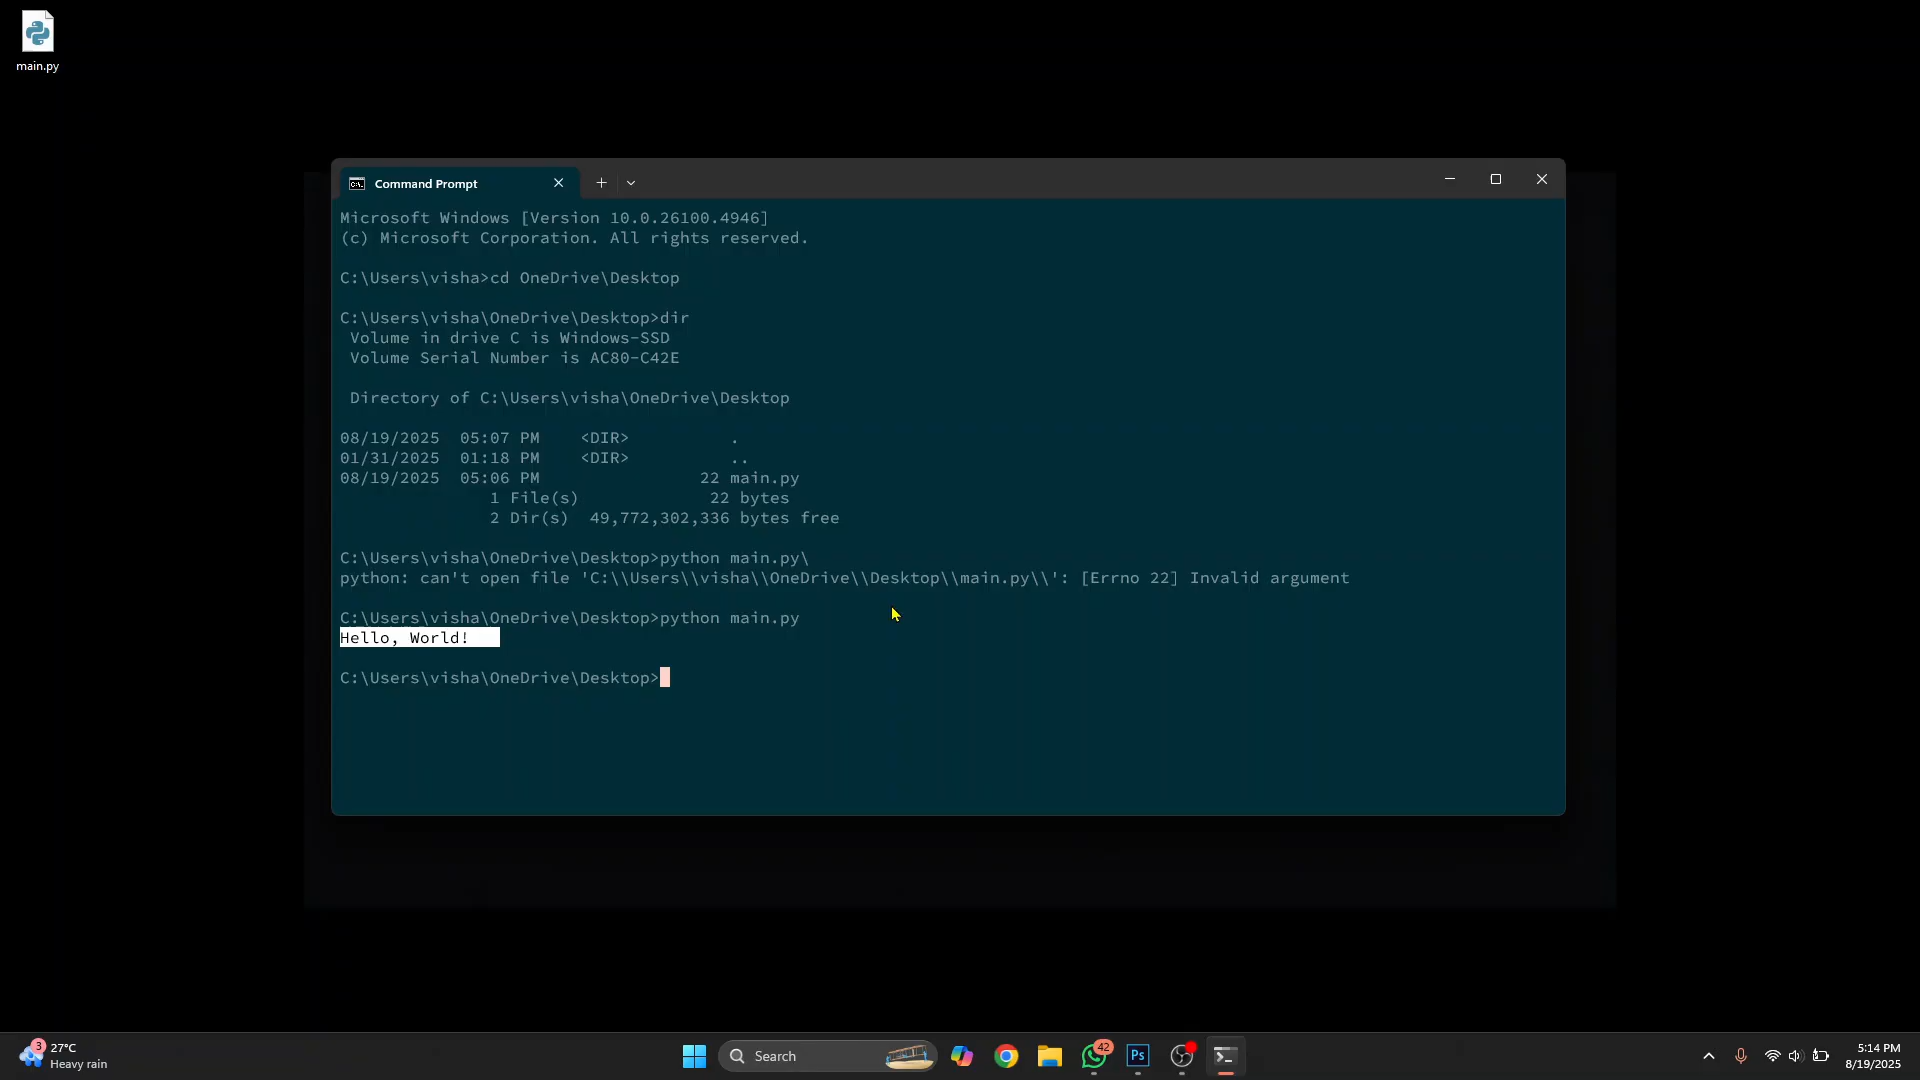 main.py
Command Prompt
Microsoft Windows [Version 10.0.26100.4946]
(c) Microsoft Corporation. All rights reserved.
C:\Users\visha>cd OneDrive\Desktop
C:\Users\visha\OneDrive\Desktop>dir
Volume in drive C is Windows-SSD
Volume Serial Number is AC80-C42E
Directory of C:\Users\visha\OneDrive\Desktop
08/19/2025  05:07 PM    <DIR>          .
01/31/2025  01:18 PM    <DIR>          ..
08/19/2025  05:06 PM                22 main.py
1 File(s)             22 bytes
2 Dir(s)  49,772,302,336 bytes free
C:\Users\visha\OneDrive\Desktop>python main.py\
python: can't open file 'C:\\Users\\visha\\OneDrive\\Desktop\\main.py\\': [Errno 22] Invalid argument
C:\Users\visha\OneDrive\Desktop>python main.py
Hello, World!
C:\Users\visha\OneDrive\Desktop>
3
27°C
Heavy rain
Search
42
Ps
5:14 PM
8/19/2025